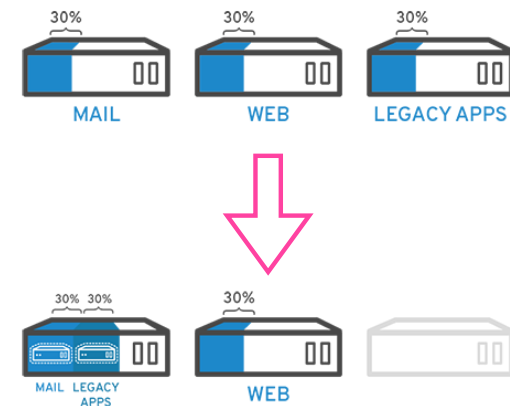 30% 30% 30%
MAIL WEB LEGACY APPS
30% 30% 30%
MAIL LEGACY
APPS
WEB